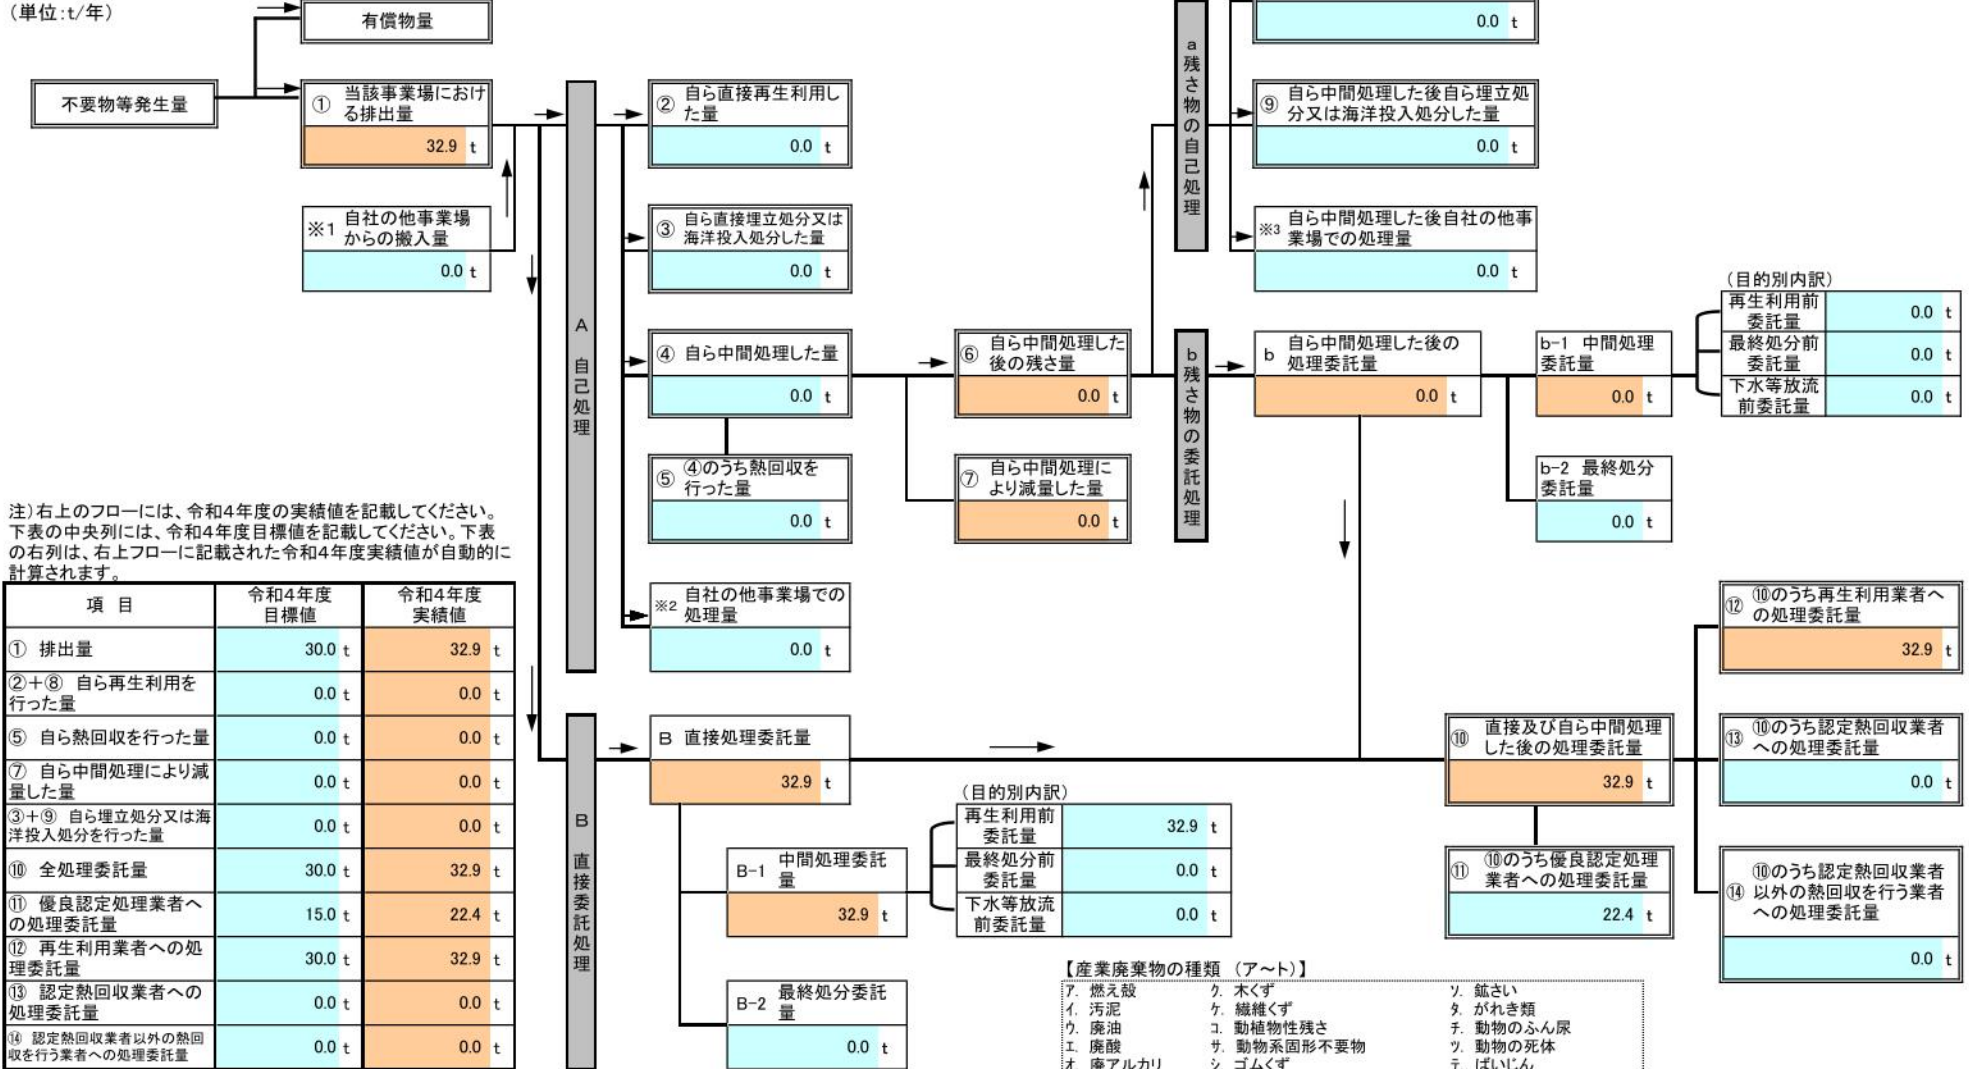 (単位:t/年)
有償物量
不要物等発生量
① 当該事業場におけ
る排出量
32.9 t
※1 自社の他事業場
からの搬入量
0.0 t
A 自己処理
② 自ら直接再生利用し
た量
0.0 t
③ 自ら直接埋立処分又は
海洋投入処分した量
0.0 t
④ 自ら中間処理した量
0.0 t
⑤ ④のうち熱回収を
行った量
0.0 t
※2 自社の他事業場での
処理量
0.0 t
⑥ 自ら中間処理した
後の残さ量
0.0 t
⑦ 自ら中間処理に
より減量した量
0.0 t
a 残さ物の自己処理
0.0 t
⑨ 自ら中間処理した後自ら埋立処
分又は海洋投入処分した量
0.0 t
※3 自ら中間処理した後自社の他事
業場での処理量
0.0 t
b 残さ物の委託処理
b 自ら中間処理した後の
処理委託量
0.0 t
b-1 中間処理
委託量
0.0 t
(目的別内訳)
再生利用前
委託量 0.0 t
最終処分前
委託量 0.0 t
下水等放流
前委託量 0.0 t
b-2 最終処分
委託量
0.0 t
注)右上のフローには、令和4年度の実績値を記載してください。
下表の中央列には、令和4年度目標値を記載してください。下表
の右列は、右上フローに記載された令和4年度実績値が自動的に
計算されます。
項 目 令和4年度 目標値 令和4年度 実績値
① 排出量 30.0 t 32.9 t
②+⑧ 自ら再生利用を
行った量 0.0 t 0.0 t
⑤ 自ら熱回収を行った量 0.0 t 0.0 t
⑦ 自ら中間処理により減
量した量 0.0 t 0.0 t
③+⑨ 自ら埋立処分又は海
洋投入処分を行った量 0.0 t 0.0 t
⑩ 全処理委託量 30.0 t 32.9 t
⑪ 優良認定処理業者へ
の処理委託量 15.0 t 22.4 t
⑫ 再生利用業者への処
理委託量 30.0 t 32.9 t
⑬ 認定熱回収業者への
処理委託量 0.0 t 0.0 t
⑭ 認定熱回収業者以外の熱回
収を行う業者への処理委託量 0.0 t 0.0 t
B 直接委託処理
B 直接処理委託量
32.9 t
B-1 中間処理委託
量
32.9 t
(目的別内訳)
再生利用前
委託量 32.9 t
最終処分前
委託量 0.0 t
下水等放流
前委託量 0.0 t
B-2 最終処分委託
量
0.0 t
⑩ 直接及び自ら中間処理
した後の処理委託量
32.9 t
⑪ ⑩のうち優良認定処理
業者への処理委託量
22.4 t
⑫ ⑩のうち再生利用業者へ
の処理委託量
32.9 t
⑬ ⑩のうち認定熱回収業者
への処理委託量
0.0 t
⑭ ⑩のうち認定熱回収業者
以外の熱回収を行う業者
への処理委託量
0.0 t
【産業廃棄物の種類 (ア~ト)】
ア. 燃え殻 ク. 木くず ソ. 鉱さい
イ. 汚泥 ケ. 繊維くず タ. がれき類
ウ. 廃油 コ. 動植物性残さ チ. 動物のふん尿
エ. 廃酸 サ. 動物系固形不要物 ツ. 動物の死体
オ. 廃アルカリ シ. ゴムくず テ. ばいじん